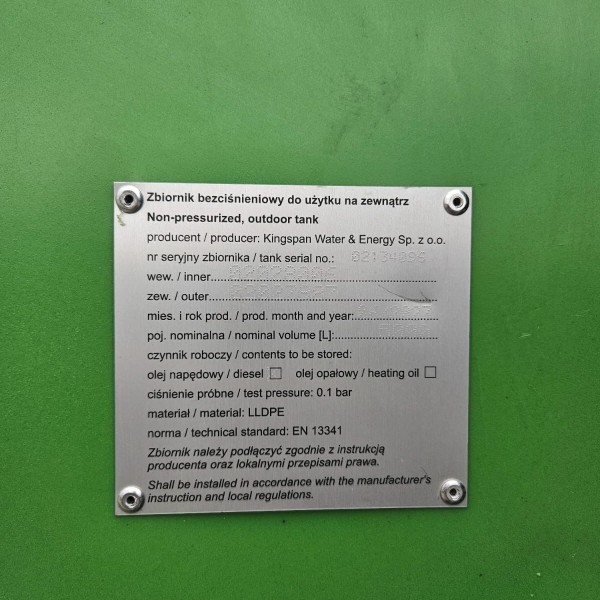 Zbiornik bezciśnieniowy do użytku na zewnątrz
Non-pressurized, outdoor tank
producent / producer: Kingspan Water & Energy Sp. z o.o.
nr seryjny zbiornika / tank serial no.:
wew. / inner
zew. / outer
mies. i rok prod. / prod. month and year:
poj. nominalna / nominal volume [L]:
czynnik roboczy / contents to be stored:
olej napędowy / diesel olej opałowy / heating oil
ciśnienie próbne / test pressure: 0.1 bar
materiał / material: LLDPE
norma / technical standard: EN 13341
Zbiornik należy podłączyć zgodnie z instrukcją
producenta oraz lokalnymi przepisami prawa.
Shall be installed in accordance with the manufacturer's
instruction and local regulations.